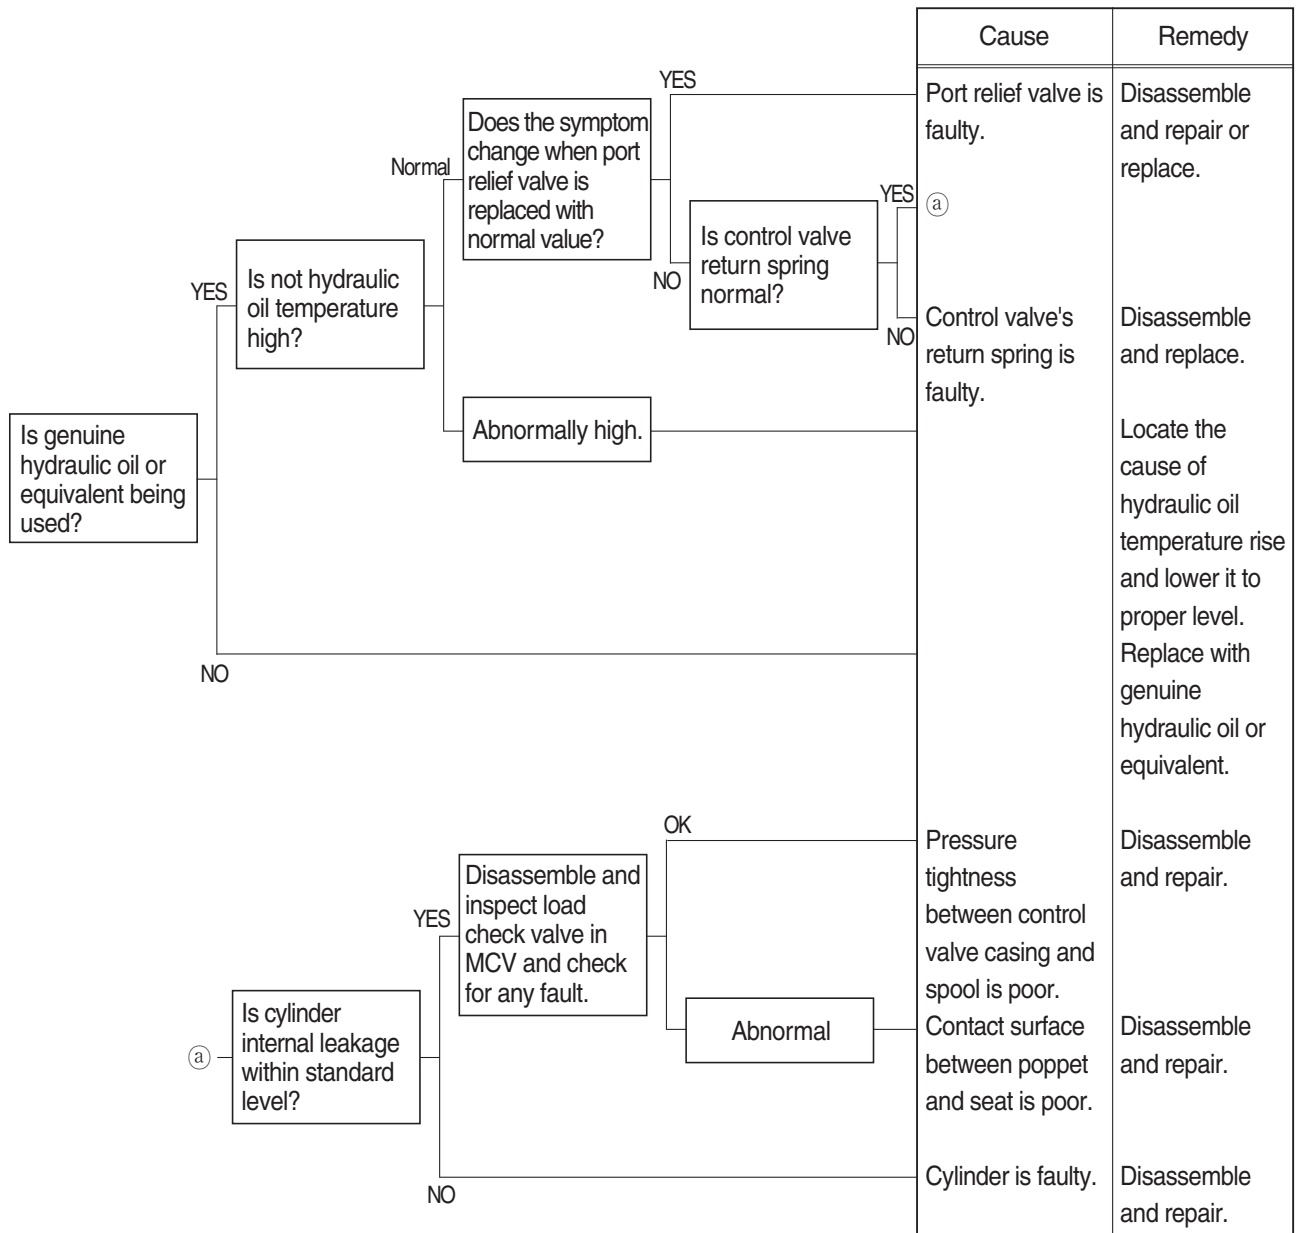 Cause
Remedy
YES
Port relief valve is
faulty.
Disassemble
and repair or
replace.
Does the symptom
change when port
relief valve is
replaced with
normal value?
Normal
YES
ⓐ
Is control valve
return spring
normal?
NO
NO
Control valve's
return spring is
faulty.
Disassemble
and replace.
YES
Is not hydraulic
oil temperature
high?
Abnormally high.
Locate the
cause of
hydraulic oil
temperature rise
and lower it to
proper level.
Is genuine
hydraulic oil or
equivalent being
used?
NO
Replace with
genuine
hydraulic oil or
equivalent.
OK
Pressure
tightness
between control
valve casing and
spool is poor.
Disassemble
and repair.
YES
Disassemble and
inspect load
check valve in
MCV and check
for any fault.
Abnormal
Contact surface
between poppet
and seat is poor.
Disassemble
and repair.
ⓐ
Is cylinder
internal leakage
within standard
level?
NO
Cylinder is faulty.
Disassemble
and repair.